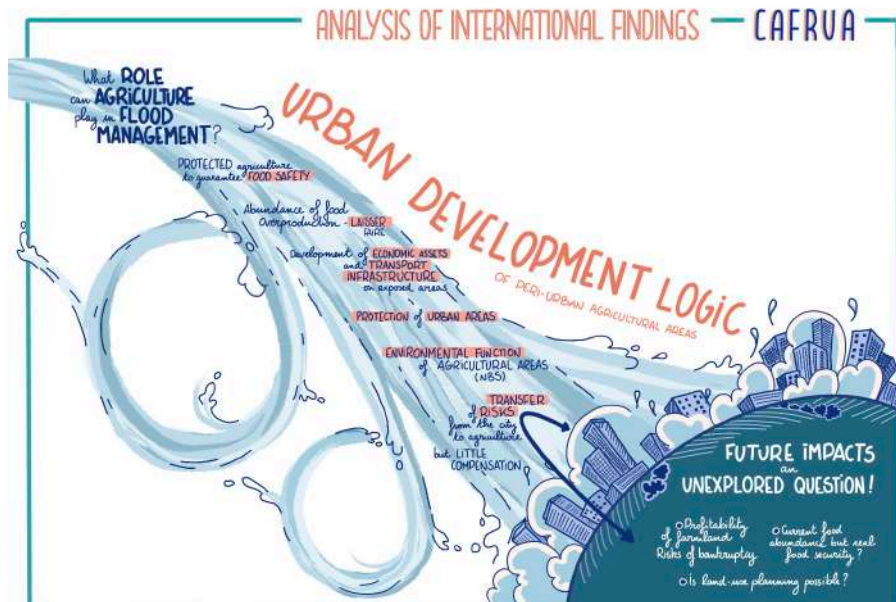 ANALYSIS OF INTERNATIONAL FINDINGS — CAFRUA
What ROLE
can AGRICULTURE
play in FLOOD
MANAGEMENT?
URBAN DEVELOPMENT LOGIC
OF PERI-URBAN AGRICULTURAL AREAS
PROTECTED agriculture
to guarantee FOOD SAFETY
Abundance of food
Overproduction - LAISSER
FAIRE
Development of ECONOMIC ASSETS
and TRANSPORT
INFRASTRUCTURE
on exposed areas
PROTECTION of URBAN AREAS
ENVIRONMENTAL FUNCTION
of AGRICULTURAL AREAS
(NBS)
TRANSFER
of RISKS
from the city
to agriculture
but LITTLE
COMPENSATION
FUTURE IMPACTS
an
UNEXPLORED QUESTION!
Profitability
of farmland
Risks of bankruptcy
Current food
abundance but real
food security?
Is land-use planning possible?